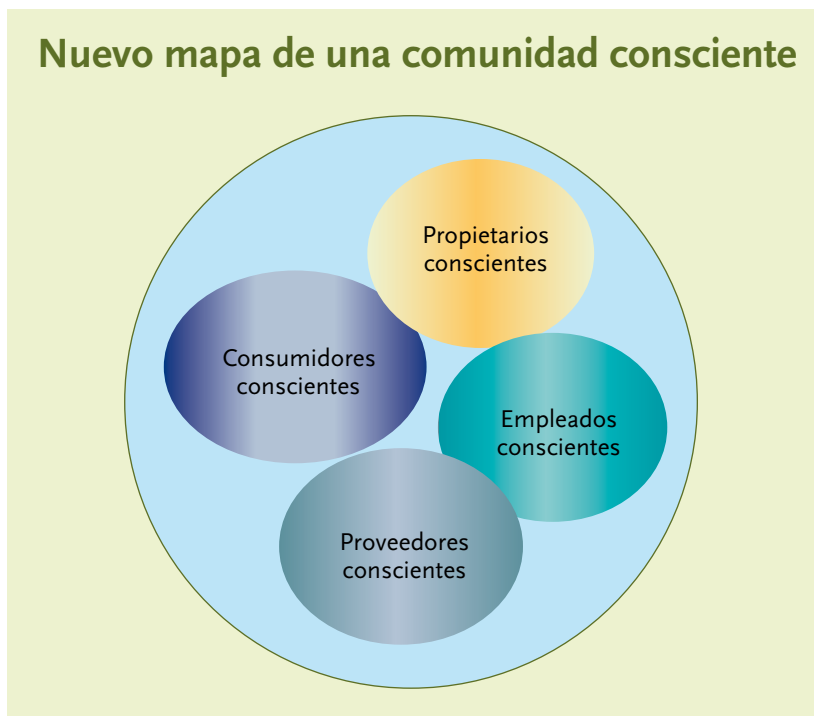 Nuevo mapa de una comunidad consciente
Propietarios
conscientes
Consumidores
conscientes
Empleados
conscientes
Proveedores
conscientes